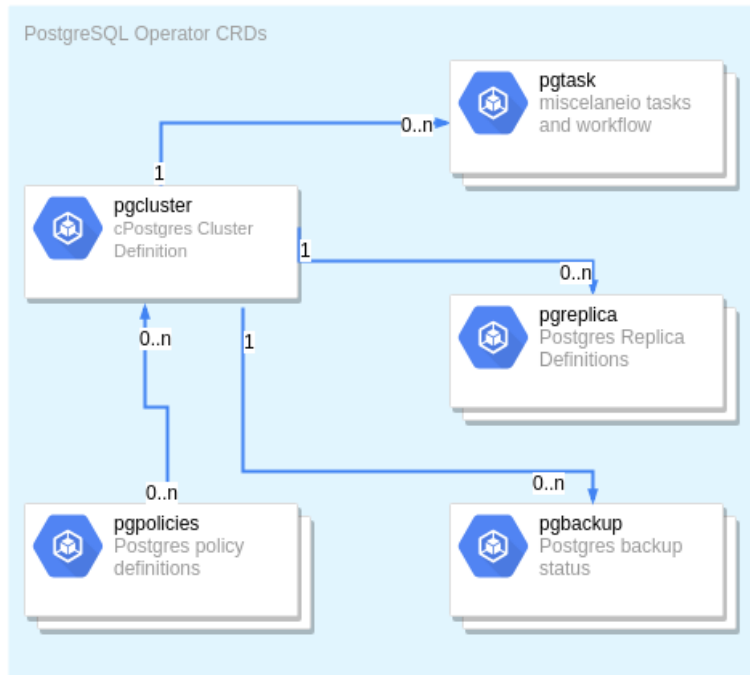 PostgreSQL Operator CRDs
pgtask
miscelaneio tasks
and workflow
0..n
1
pgcluster
cPostgres Cluster
Definition
1
0..n
pgreplica
Postgres Replica
Definitions
0..n
1
0..n
0..n
pgpolicies
Postgres policy
definitions
pgbackup
Postgres backup
status